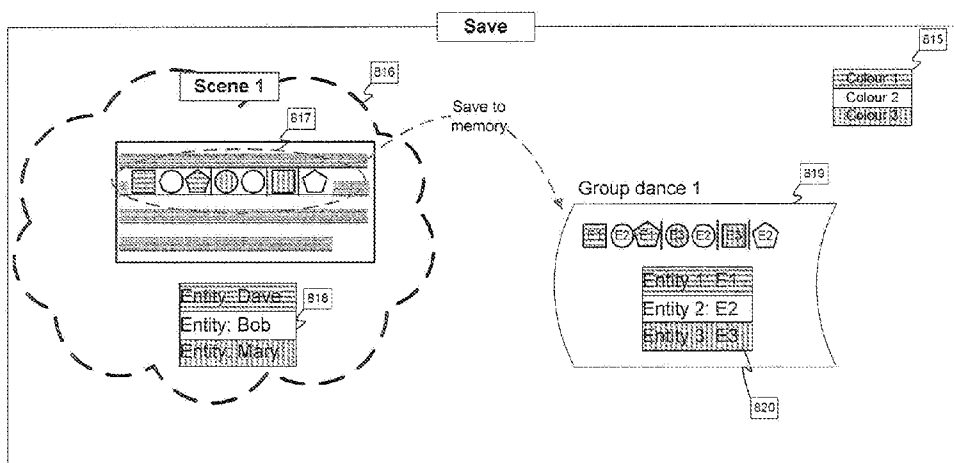 Save
815
Colour 1
Colour 2
Colour 3
816
Scene 1
817
Save to
memory
819
Group dance 1
E1 E2 E1 E3 E2 E3 E2
Entity: Dave
Entity: Bob
Entity: Mary
818
Entity 1: E1
Entity 2: E2
Entity 3: E3
820